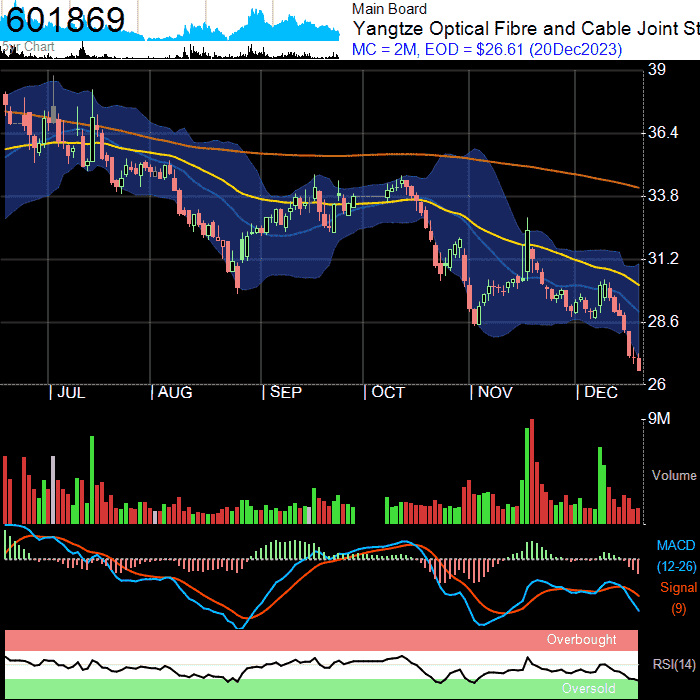 601869
Main Board
Yangtze Optical Fibre and Cable Joint St
MC = 2M, EOD = $26.61 (20Dec2023)
Chart
39
36.4
33.8
31.2
28.6
26
JUL
AUG
SEP
OCT
NOV
DEC
9M
Volume
MACD
(12-26)
Signal
(9)
Overbought
RSI(14)
Oversold